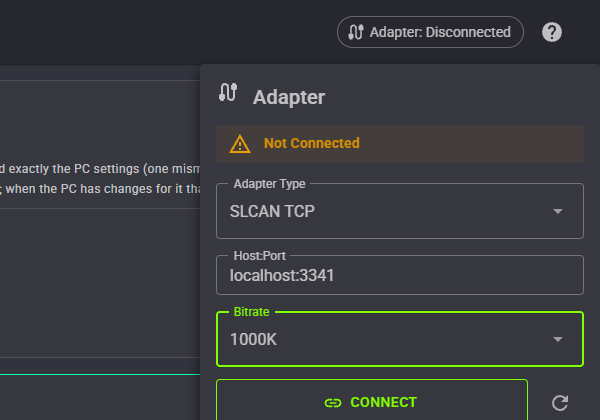 Adapter: Disconnected
Adapter
Not Connected
d exactly the PC settings (one mism
; when the PC has changes for it tha
Adapter Type
SLCAN TCP
Host:Port
localhost:3341
Bitrate
1000K
CONNECT